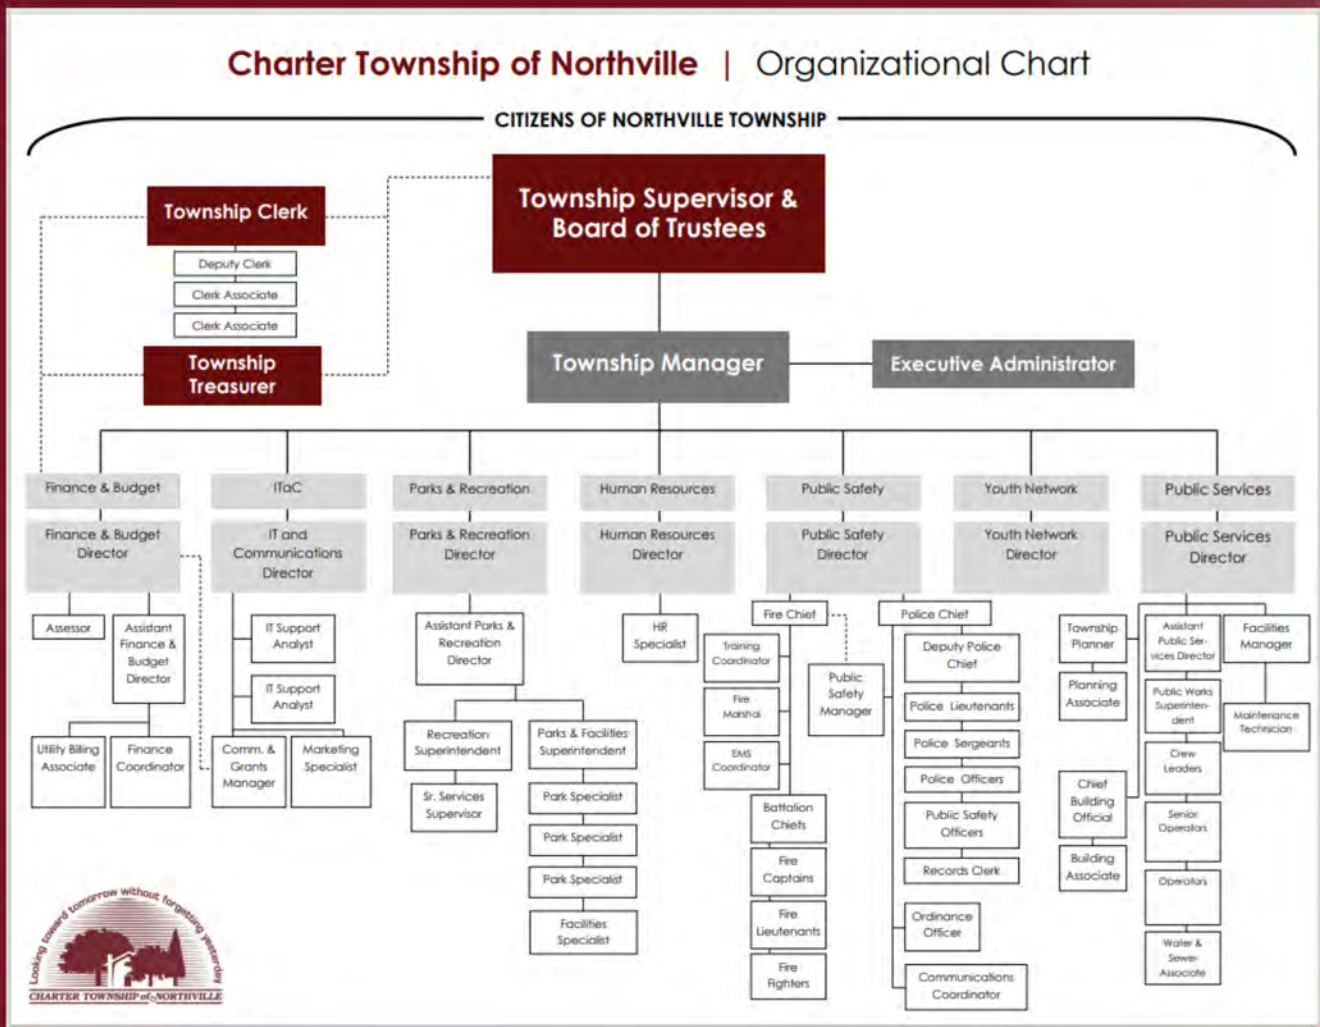 Charter Township of Northville | Organizational Chart
CITIZENS OF NORTHVILLE TOWNSHIP
Township Supervisor &
Board of Trustees
Township Clerk
Deputy Clerk
Clerk Associate
Clerk Associate
Township
Treasurer
Township Manager
Executive Administrator
Finance & Budget
ITaC
Parks & Recreation
Human Resources
Public Safety
Youth Network
Public Services
Finance & Budget
Director
IT and
Communications
Director
Parks & Recreation
Director
Human Resources
Director
Public Safety
Director
Youth Network
Director
Public Services
Director
Assessor
Assistant
Finance &
Budget
Director
Utility Billing
Associate
Finance
Coordinator
IT Support
Analyst
IT Support
Analyst
Comm. &
Grants
Manager
Marketing
Specialist
Assistant Parks &
Recreation
Director
Recreation
Superintendent
Sr. Services
Supervisor
Parks & Facilities
Superintendent
Park Specialist
Park Specialist
Park Specialist
Facilities
Specialist
HR
Specialist
Fire Chief
Training
Coordinator
Fire
Marshal
EMS
Coordinator
Battalion
Chiefs
Fire
Captains
Fire
Lieutenants
Fire
Fighters
Public
Safety
Manager
Police Chief
Deputy Police
Chief
Police Lieutenants
Police Sergeants
Police Officers
Public Safety
Officers
Records Clerk
Ordinance
Officer
Communications
Coordinator
Township
Planner
Planning
Associate
Chief
Building
Official
Building
Associate
Assistant
Public Ser-
vices Director
Public Works
Superinten-
dent
Crew
Leaders
Senior
Operators
Operators
Water &
Sewer
Associate
Facilities
Manager
Maintenance
Technician
Looking toward tomorrow without forgetting yesterday
CHARTER TOWNSHIP of NORTHVILLE